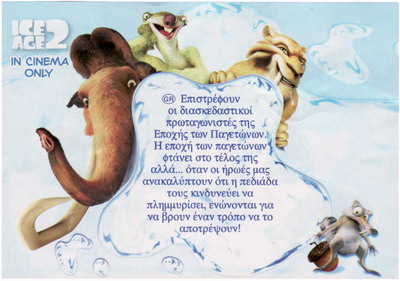 ICE
AGE 2
IN CINEMA
ONLY
GR Επιστρέφουν
οι διασκεδαστικοί
πρωταγωνιστές της
Εποχής των Παγετώνων.
Η εποχή των παγετώνων
φτάνει στο τέλος της
αλλά... όταν οι ήρωές μας
ανακαλύπτουν ότι η πεδιάδα
τους κινδυνεύει να
πλημμυρίσει, ενώνονται για
να βρουν έναν τρόπο να το
αποτρέψουν!